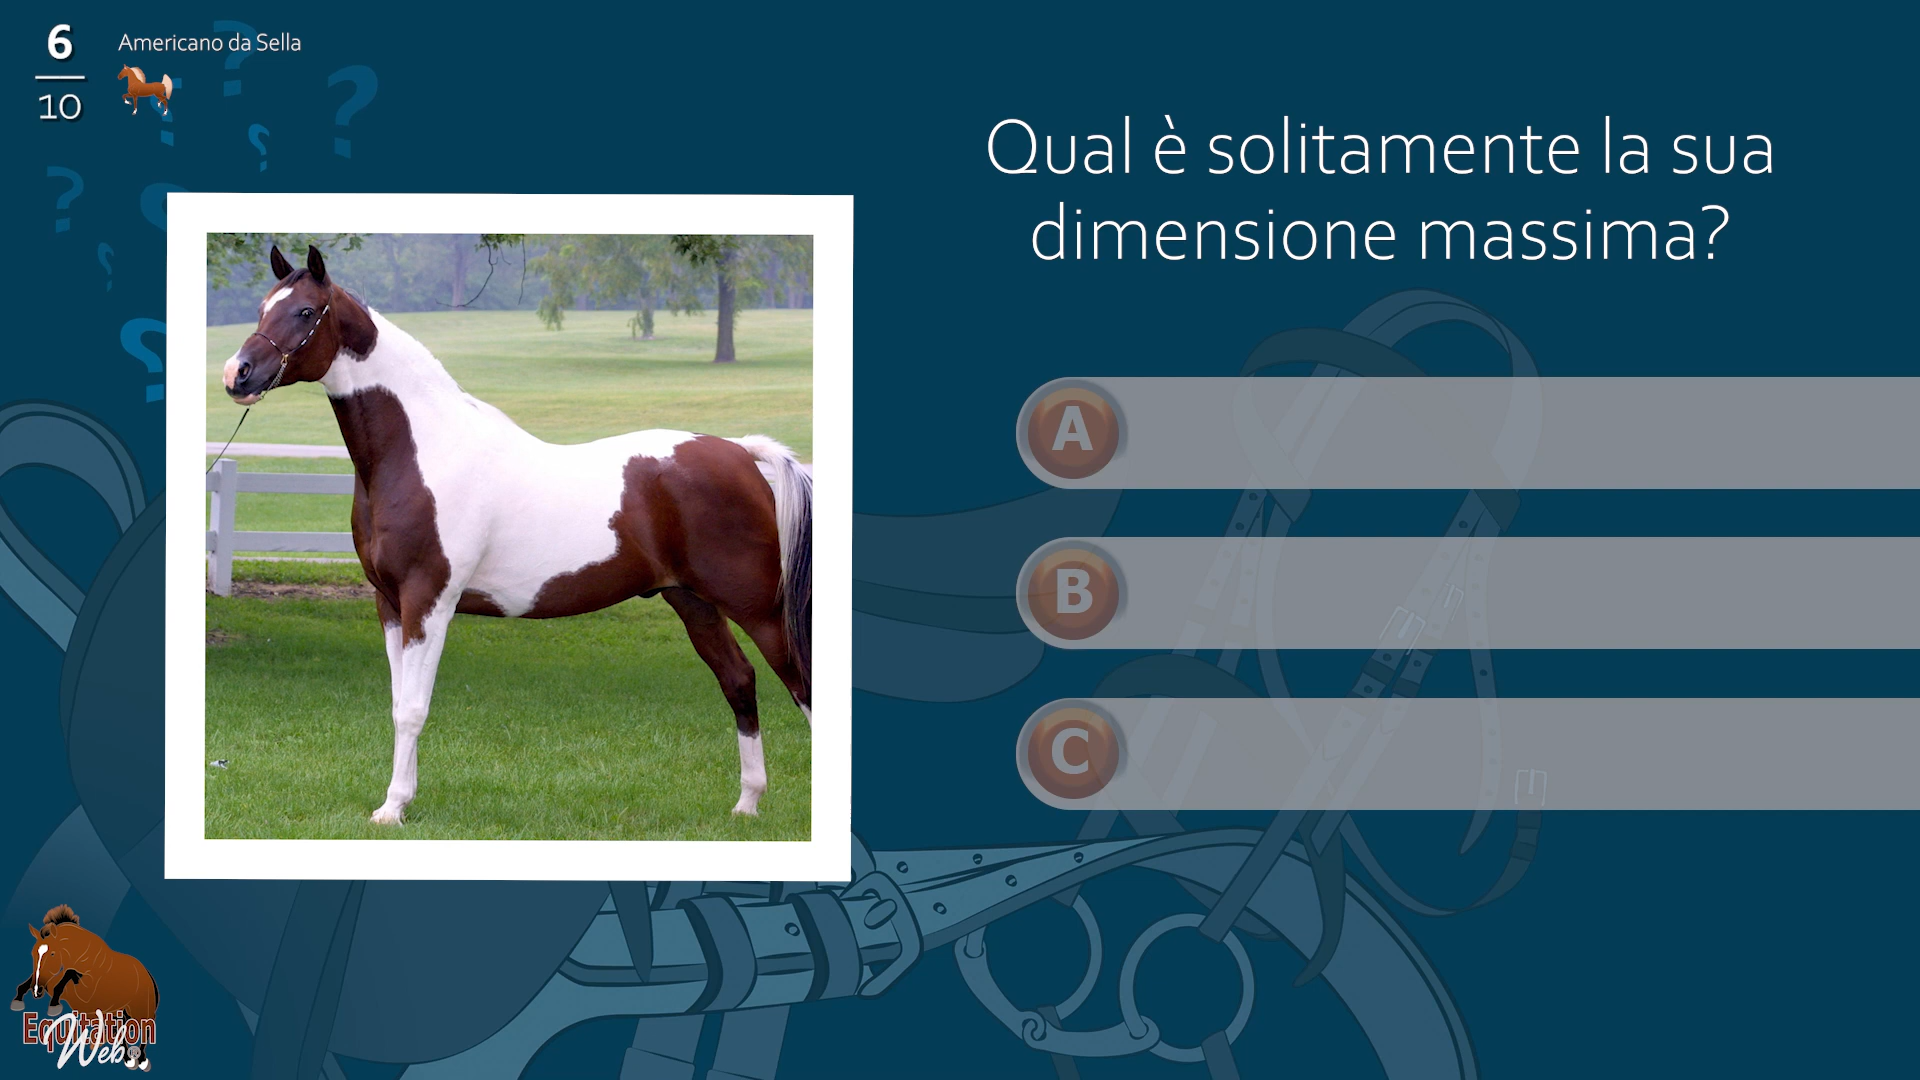 6
10
Americano da Sella
Qual è solitamente la sua
dimensione massima?
A
B
C
Equitation
Web